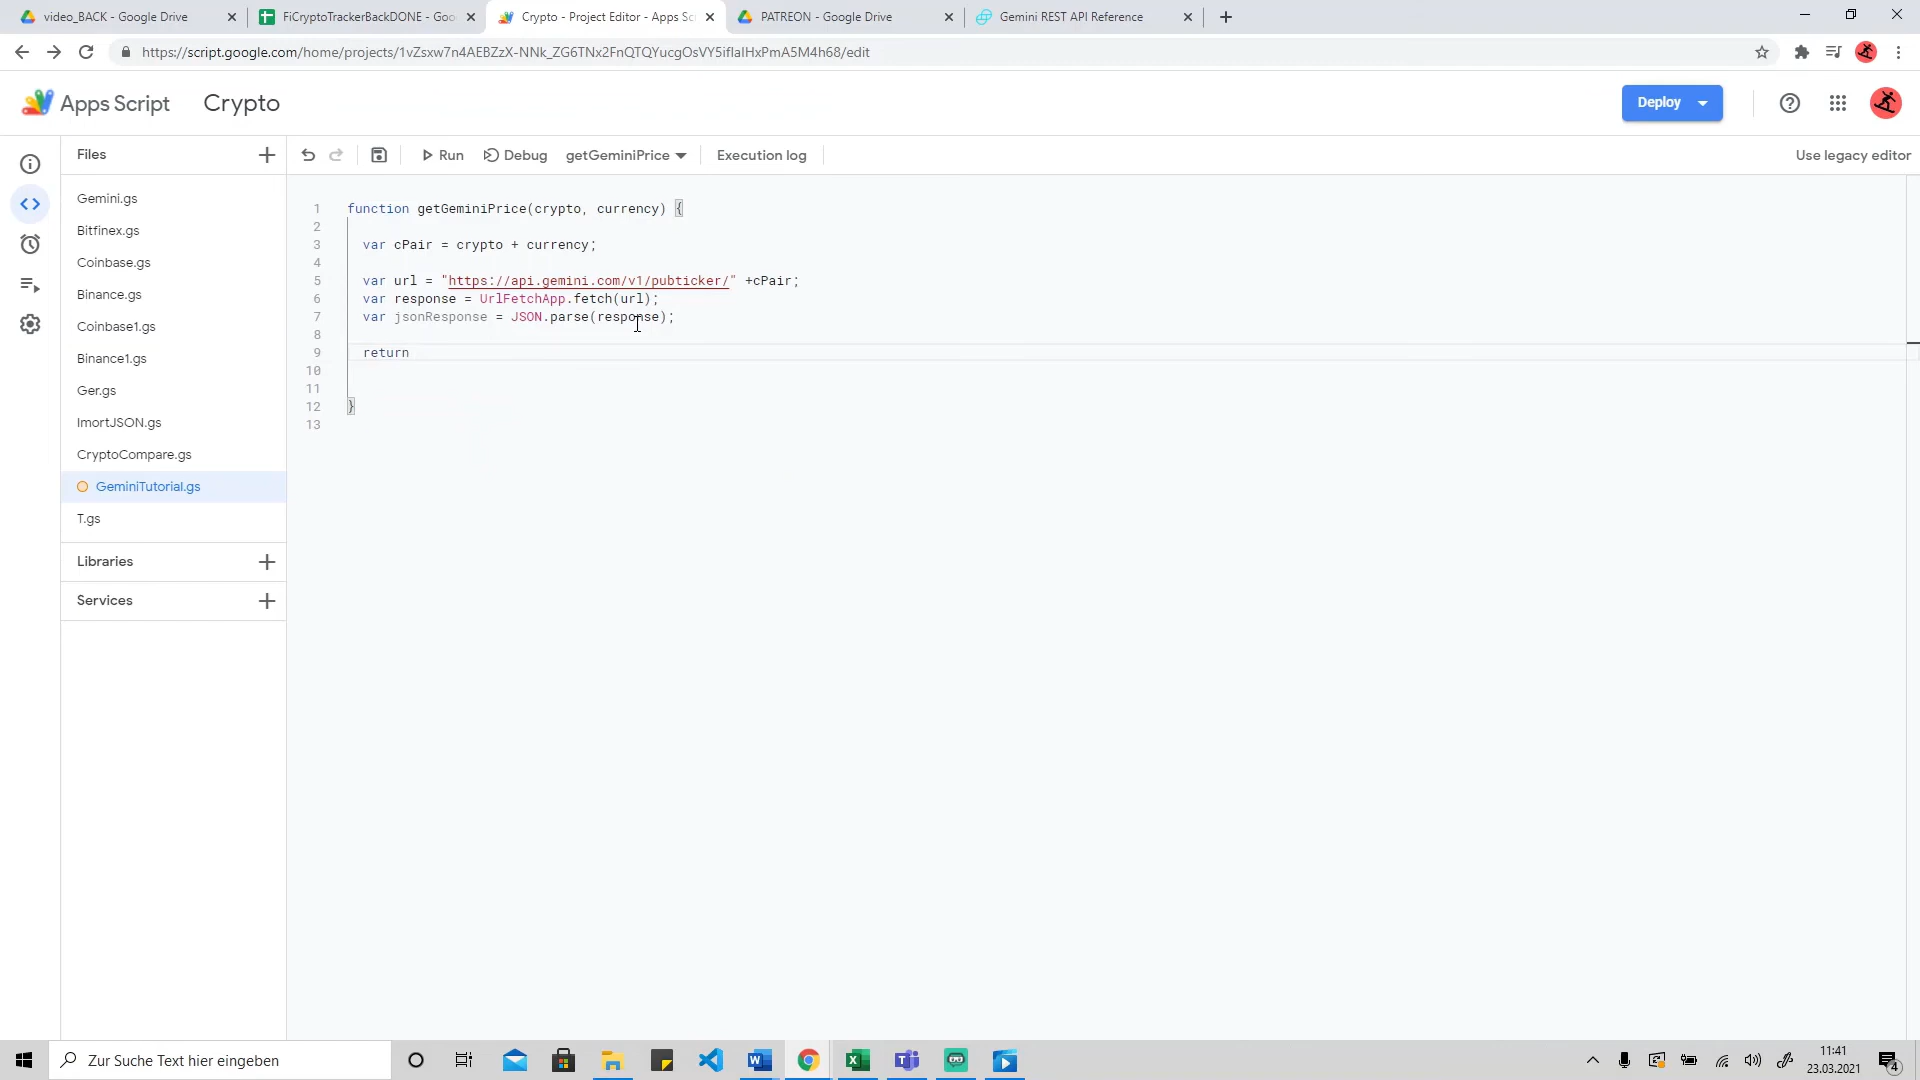 video_BACK - Google Drive
FiCryptoTrackerBackDONE - Goo
Crypto - Project Editor - Apps Sc
PATREON - Google Drive
Gemini REST API Reference
https://script.google.com/home/projects/1vZsxw7n4AEBZzX-NNk_ZG6TNx2FnQTQYucgOsVY5ifIaIHxPmA5M4h68/edit
Apps Script
Crypto
Deploy
Files
Run
Debug
getGeminiPrice
Execution log
Use legacy editor
Gemini.gs
Bitfinex.gs
Coinbase.gs
Binance.gs
Coinbase1.gs
Binance1.gs
Ger.gs
ImortJSON.gs
CryptoCompare.gs
GeminiTutorial.gs
T.gs
Libraries
Services
1 function getGeminiPrice(crypto, currency) {
2
3 var cPair = crypto + currency;
4
5 var url = "https://api.gemini.com/v1/pubticker/" +cPair;
6 var response = UrlFetchApp.fetch(url);
7 var jsonResponse = JSON.parse(response);
8
9 return
10
11
12 }
13
Zur Suche Text hier eingeben
11:41
23.03.2021
4